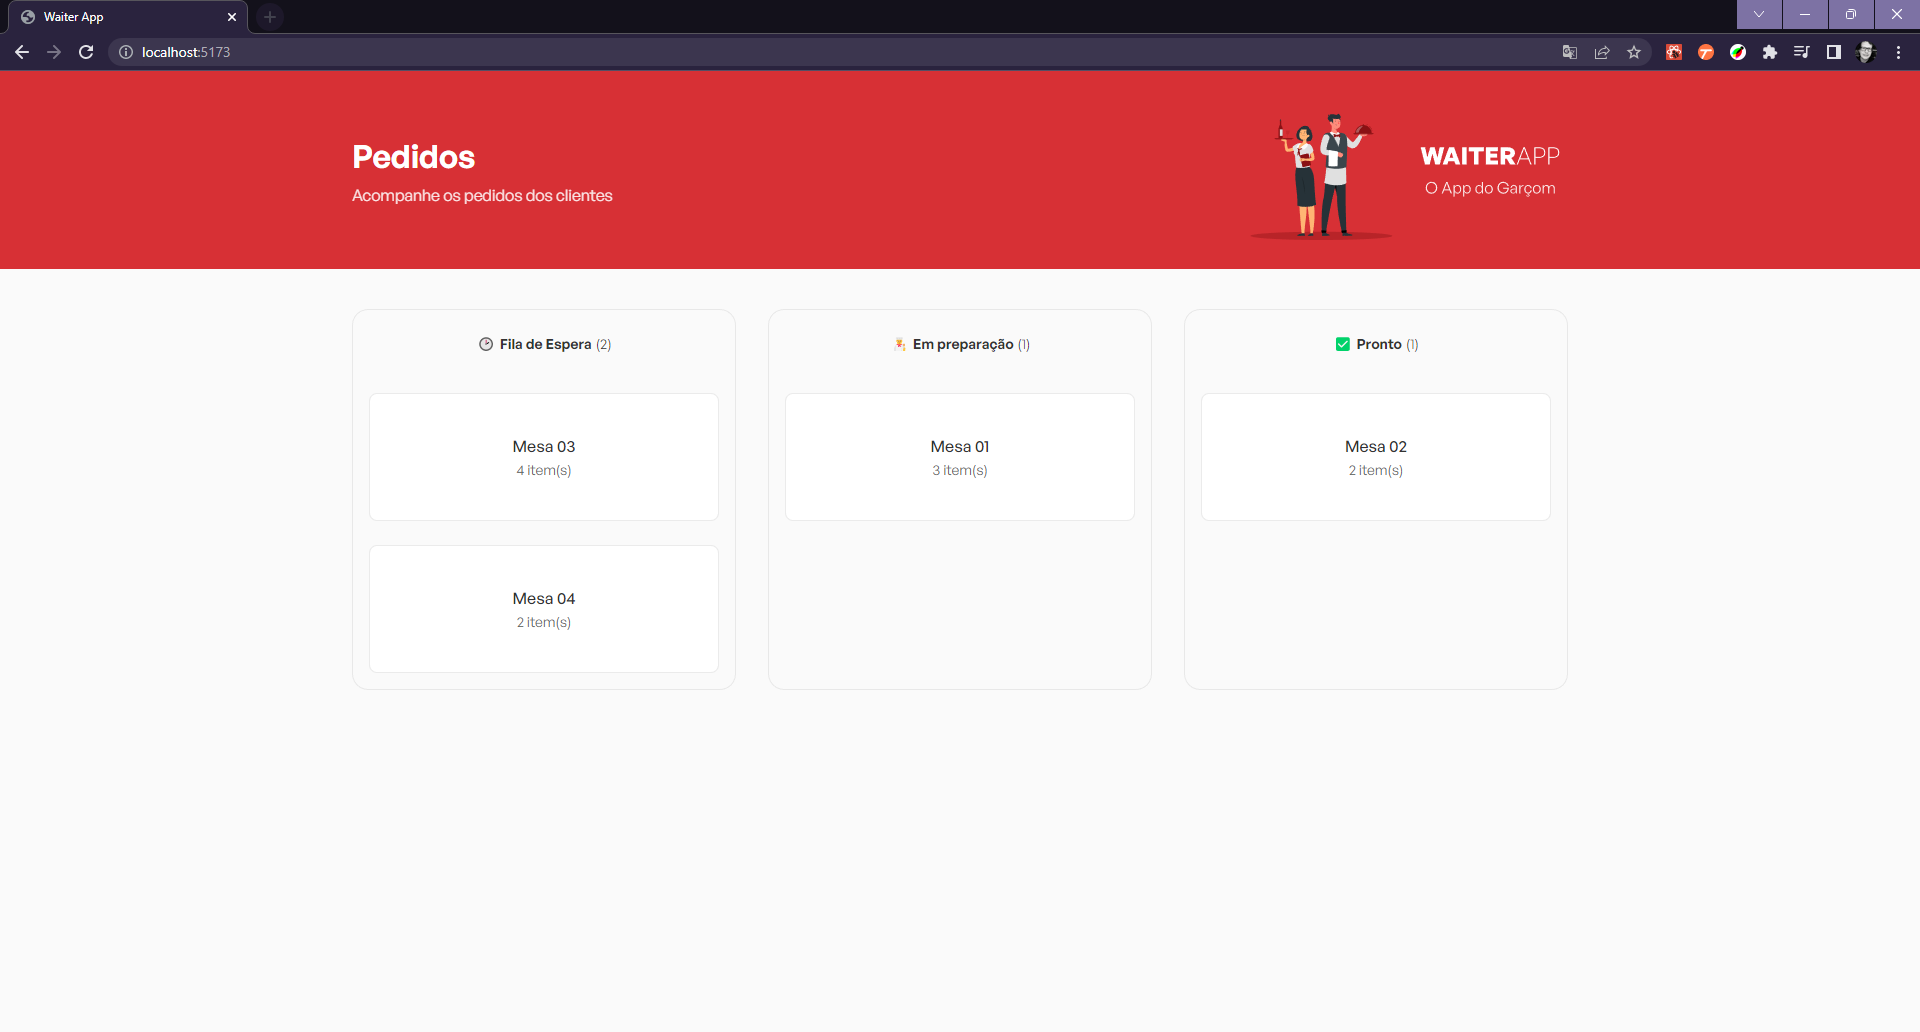 Waiter App
localhost:5173
Pedidos
Acompanhe os pedidos dos clientes
WAITERAPP
O App do Garçom
Fila de Espera (2)
Mesa 03
4 item(s)
Mesa 04
2 item(s)
Em preparação (1)
Mesa 01
3 item(s)
Pronto (1)
Mesa 02
2 item(s)